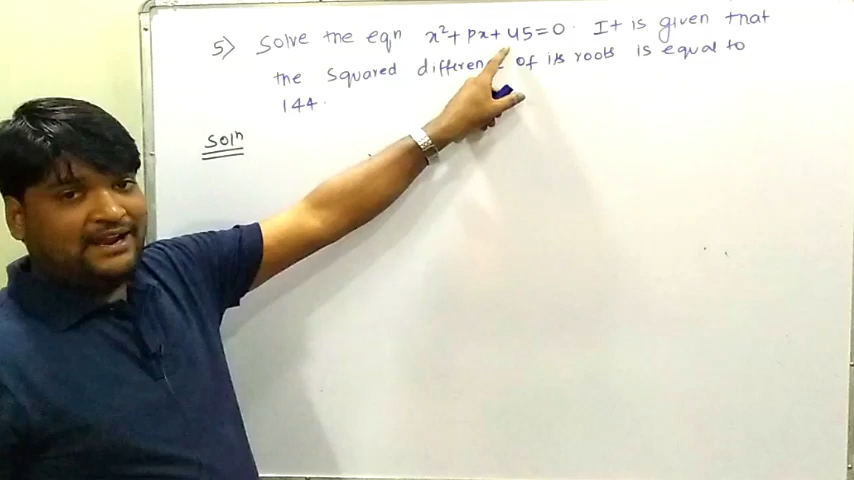 5> Solve the eqn x²+px+45=0. It is given that
the squared difference of its roots is equal to
144.
Solⁿ